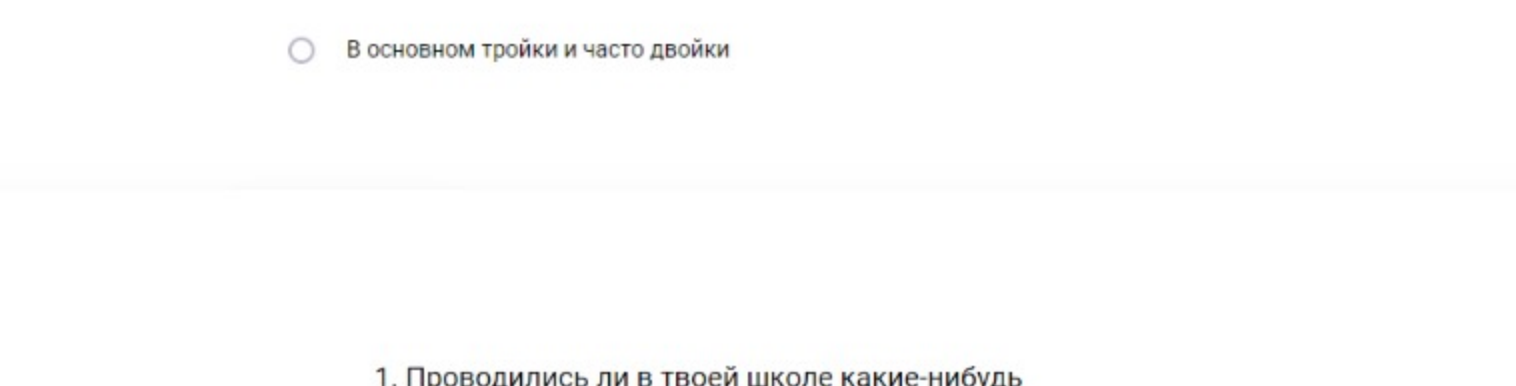 В основном тройки и часто двойки
1. Проводились ли в твоей школе какие-нибудь